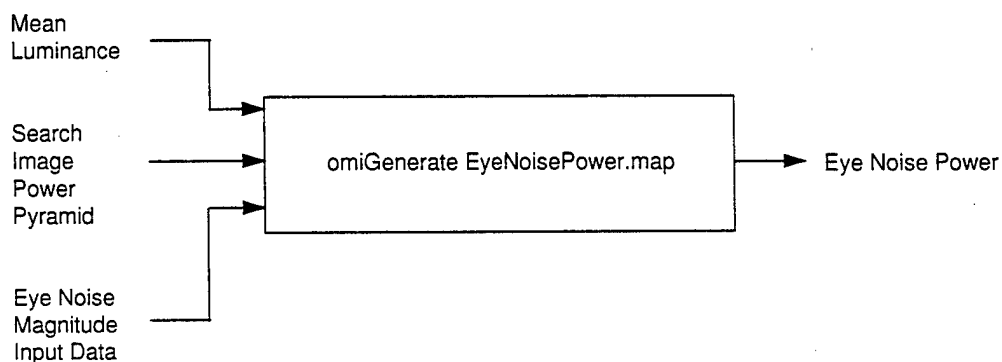 Mean
Luminance
Search
Image
Power
Pyramid
Eye Noise
Magnitude
Input Data
omiGenerate EyeNoisePower.map
Eye Noise Power